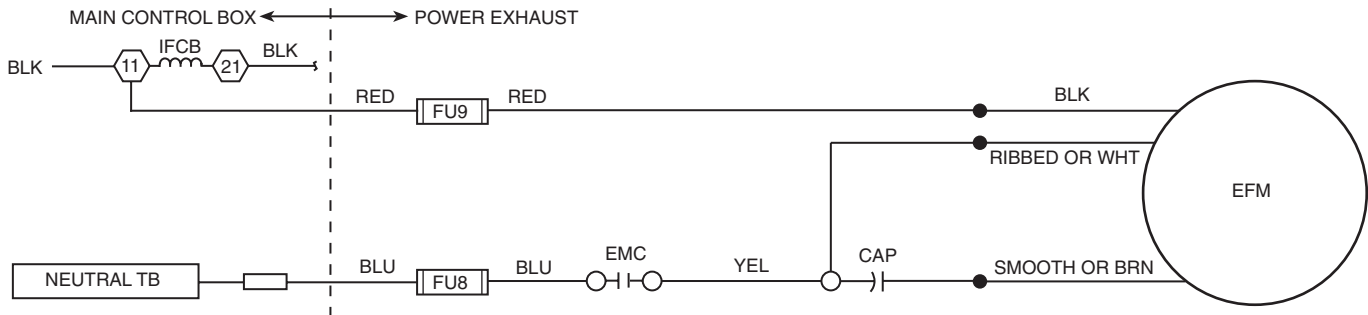 MAIN CONTROL BOX POWER EXHAUST
IFCB
BLK 11 21 BLK
RED FU9 RED BLK
RIBBED OR WHT
EFM
EMC CAP
NEUTRAL TB BLU FU8 BLU YEL SMOOTH OR BRN